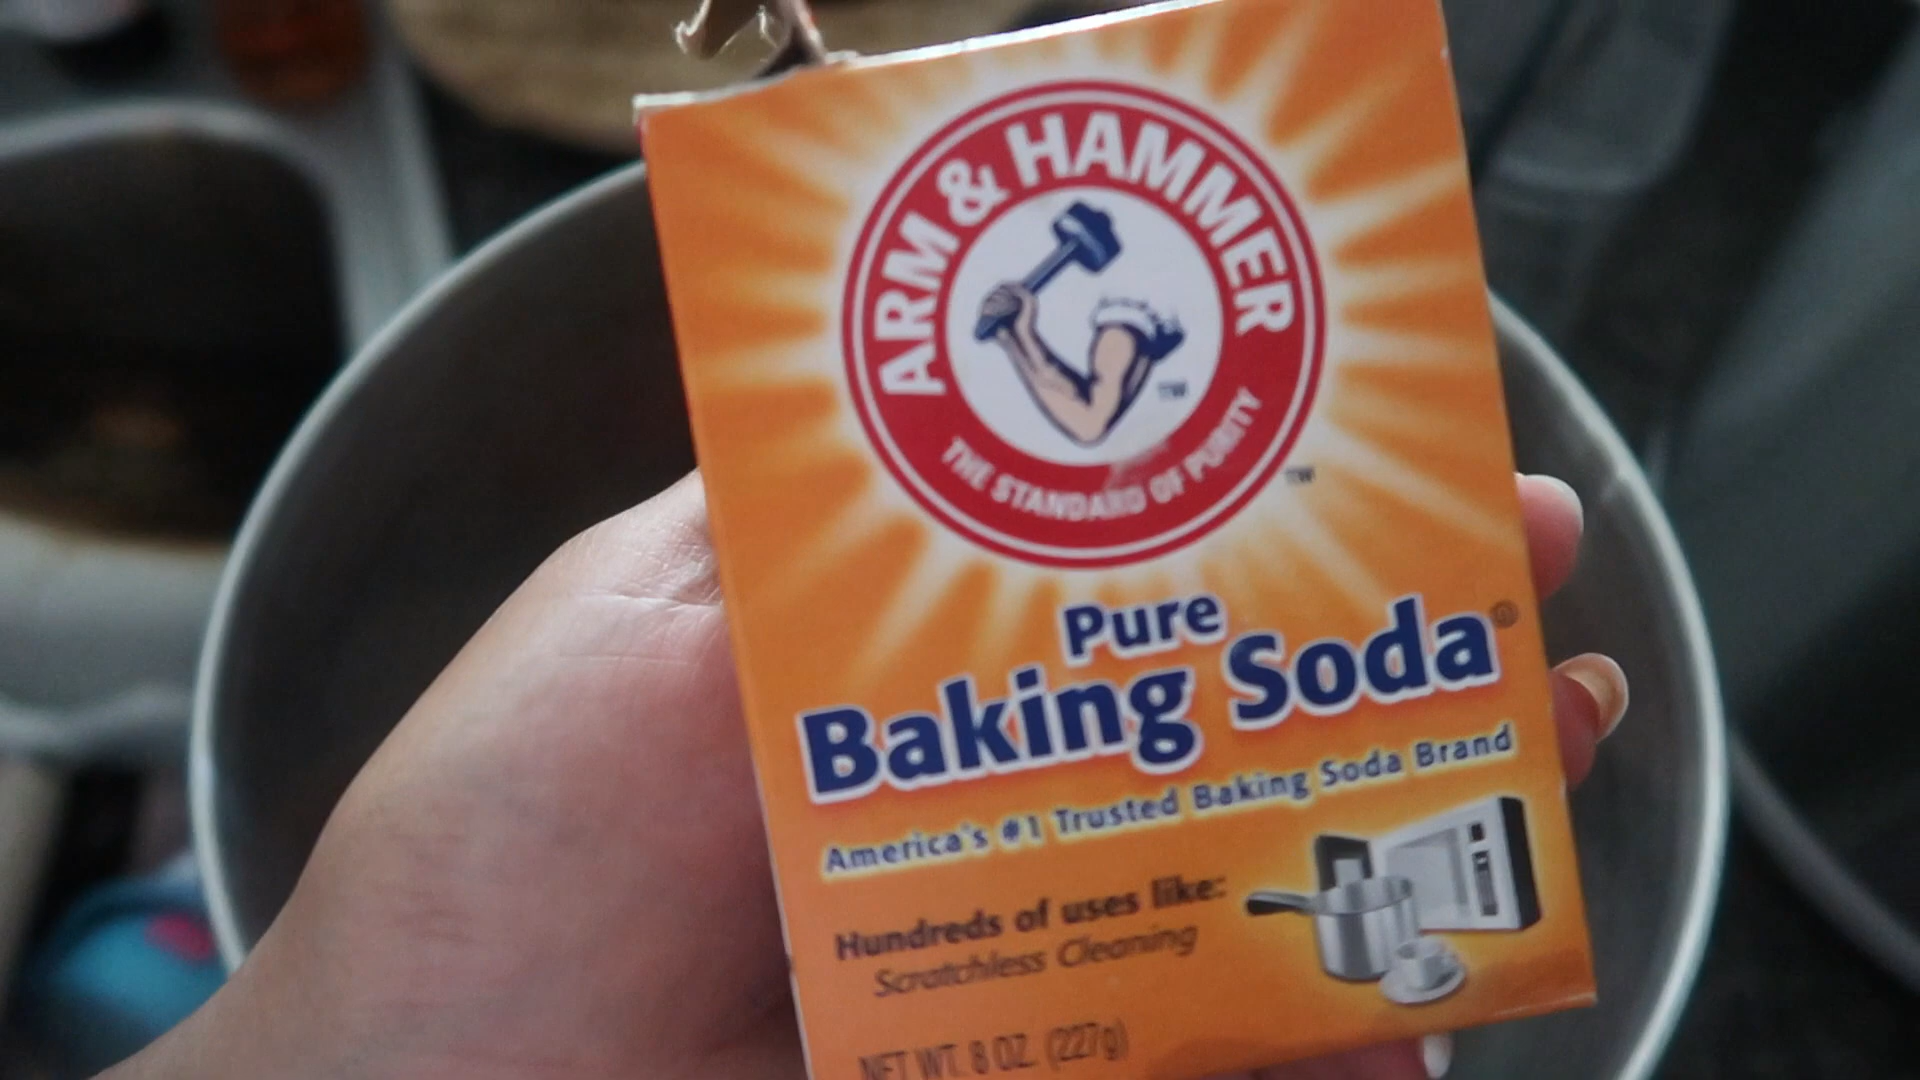 ARM & HAMMER
THE STANDARD OF PURITY
TM
TM
Pure
Baking Soda®
America's #1 Trusted Baking Soda Brand
Hundreds of uses like:
Scratchless Cleaning
NET WT. 8 OZ. (227g)